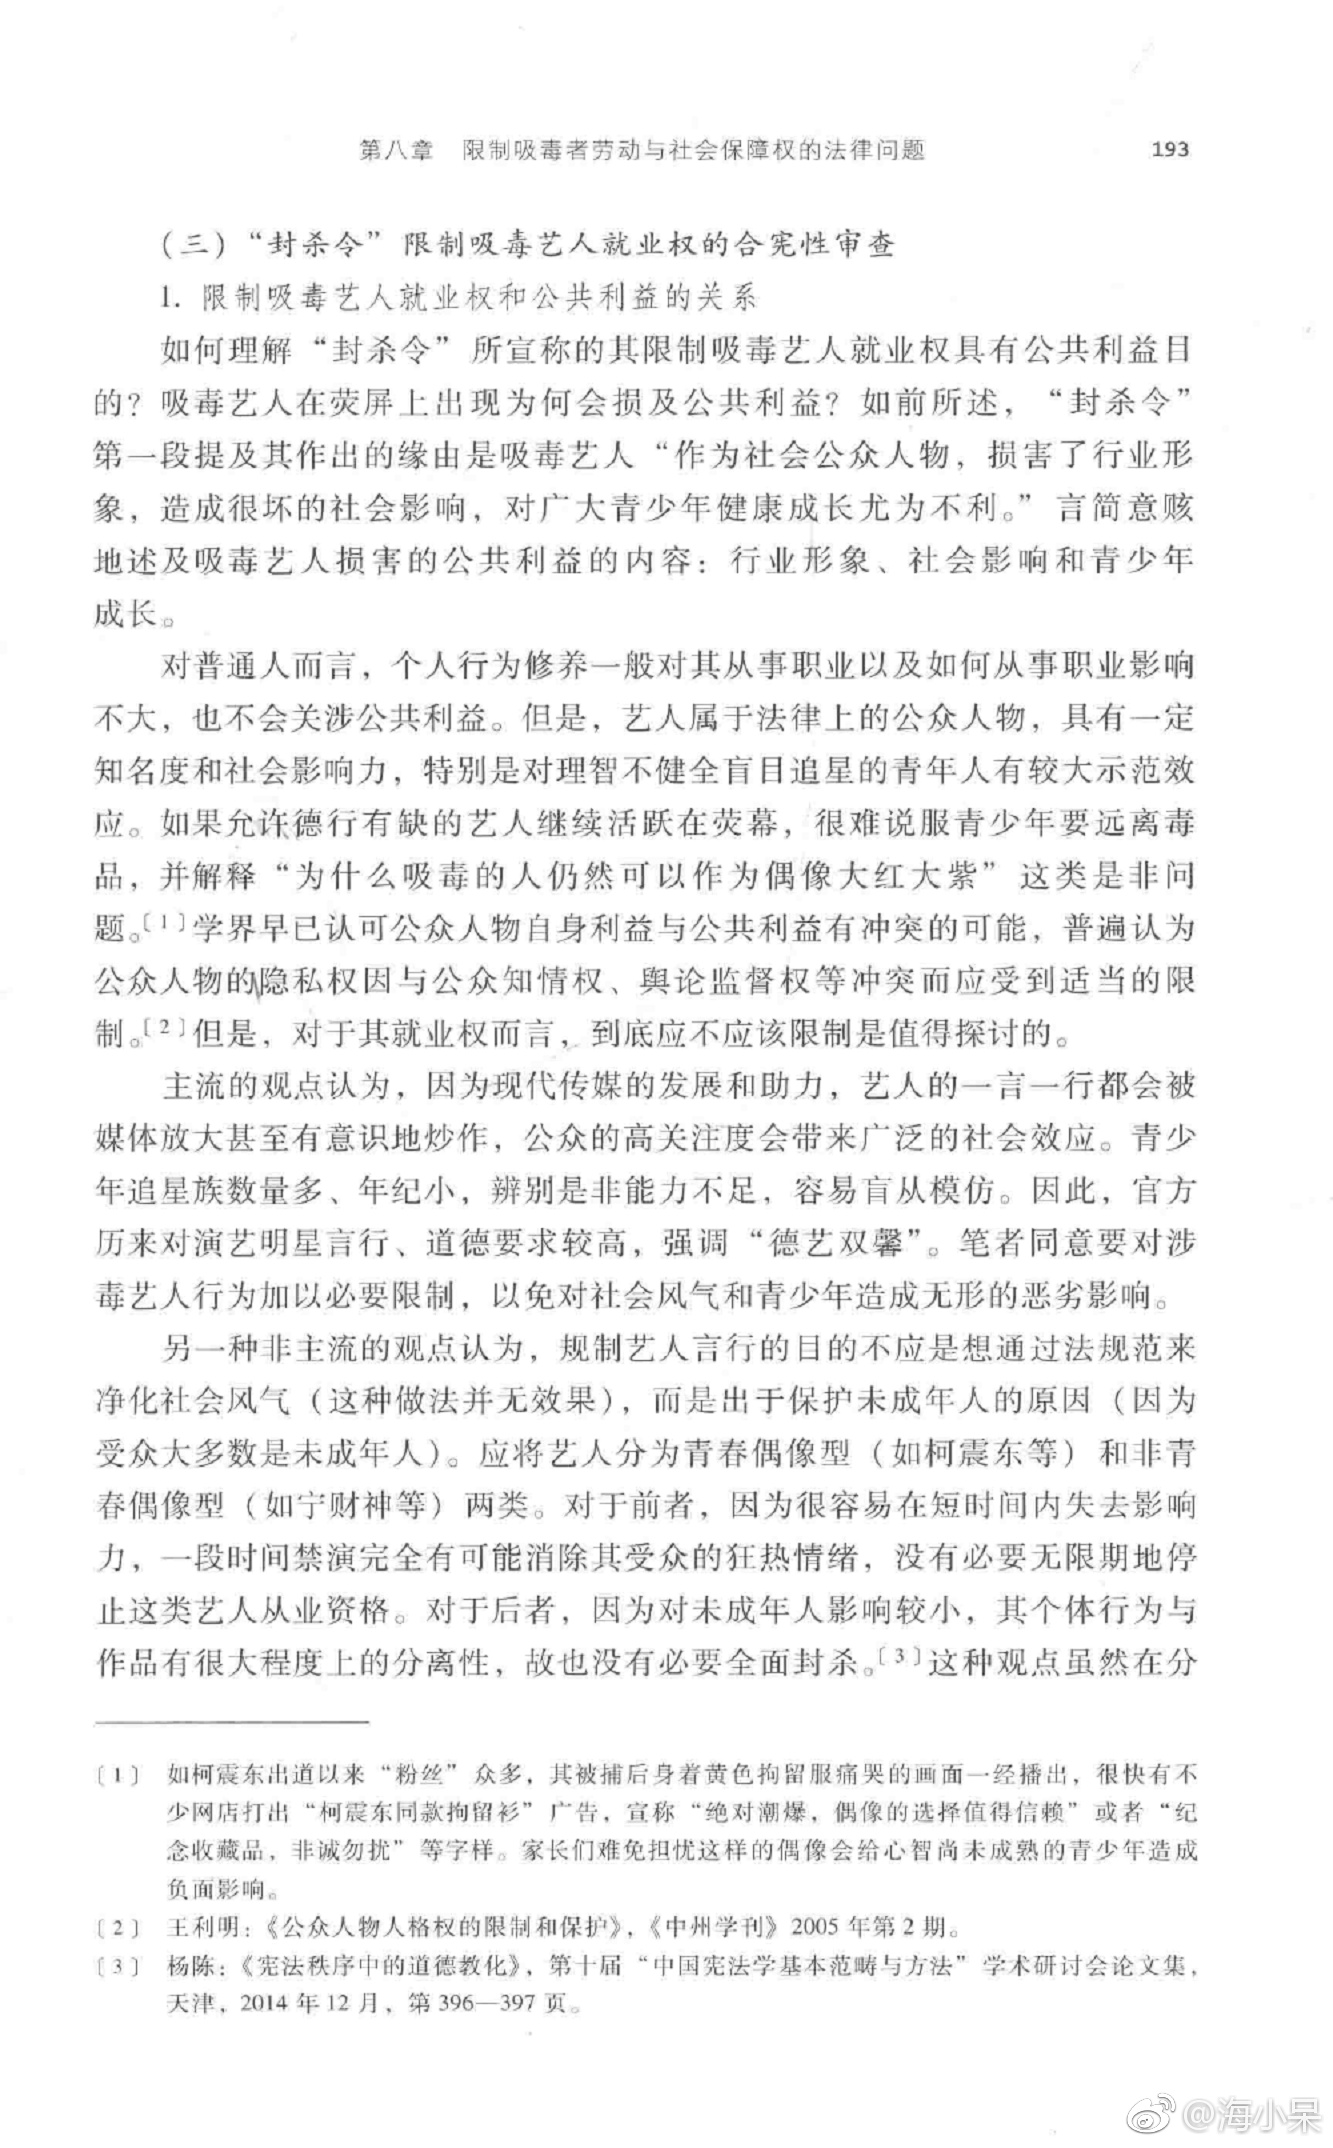 第八章 限制吸毒者劳动与社会保障权的法律问题 193
（三）“封杀令”限制吸毒艺人就业权的合宪性审查
1. 限制吸毒艺人就业权和公共利益的关系
如何理解“封杀令”所宣称的其限制吸毒艺人就业权具有公共利益目
的？吸毒艺人在荧屏上出现为何会损及公共利益？如前所述，“封杀令”
第一段提及其作出的缘由是吸毒艺人“作为社会公众人物，损害了行业形
象，造成很坏的社会影响，对广大青少年健康成长尤为不利。”言简意赅
地述及吸毒艺人损害的公共利益的内容：行业形象、社会影响和青少年
成长。
对普通人而言，个人行为修养一般对其从事职业以及如何从事职业影响
不大，也不会关涉公共利益。但是，艺人属于法律上的公众人物，具有一定
知名度和社会影响力，特别是对理智不健全盲目追星的青年人有较大示范效
应。如果允许德行有缺的艺人继续活跃在荧幕，很难说服青少年要远离毒
品，并解释“为什么吸毒的人仍然可以作为偶像大红大紫”这类是非问
题。〔1〕学界早已认可公众人物自身利益与公共利益有冲突的可能，普遍认为
公众人物的隐私权因与公众知情权、舆论监督权等冲突而应受到适当的限
制。〔2〕但是，对于其就业权而言，到底应不应该限制是值得探讨的。
主流的观点认为，因为现代传媒的发展和助力，艺人的一言一行都会被
媒体放大甚至有意识地炒作，公众的高关注度会带来广泛的社会效应。青少
年追星族数量多、年纪小，辨别是非能力不足，容易盲从模仿。因此，官方
历来对演艺明星言行、道德要求较高，强调“德艺双馨”。笔者同意要对涉
毒艺人行为加以必要限制，以免对社会风气和青少年造成无形的恶劣影响。
另一种非主流的观点认为，规制艺人言行的目的不应是想通过法规范来
净化社会风气（这种做法并无效果），而是出于保护未成年人的原因（因为
受众大多数是未成年人）。应将艺人分为青春偶像型（如柯震东等）和非青
春偶像型（如宁财神等）两类。对于前者，因为很容易在短时间内失去影响
力，一段时间禁演完全有可能消除其受众的狂热情绪，没有必要无限期地停
止这类艺人从业资格。对于后者，因为对未成年人影响较小，其个体行为与
作品有很大程度上的分离性，故也没有必要全面封杀。〔3〕这种观点虽然在分
〔1〕 如柯震东出道以来“粉丝”众多，其被捕后身着黄色拘留服痛哭的画面一经播出，很快有不
少网店打出“柯震东同款拘留衫”广告，宣称“绝对潮爆，偶像的选择值得信赖”或者“纪
念收藏品，非诚勿扰”等字样。家长们难免担忧这样的偶像会给心智尚未成熟的青少年造成
负面影响。
〔2〕 王利明：《公众人物人格权的限制和保护》，《中州学刊》2005年第2期。
〔3〕 杨陈：《宪法秩序中的道德教化》，第十届“中国宪法学基本范畴与方法”学术研讨会论文集，
天津，2014年12月，第396—397页。
@海小呆